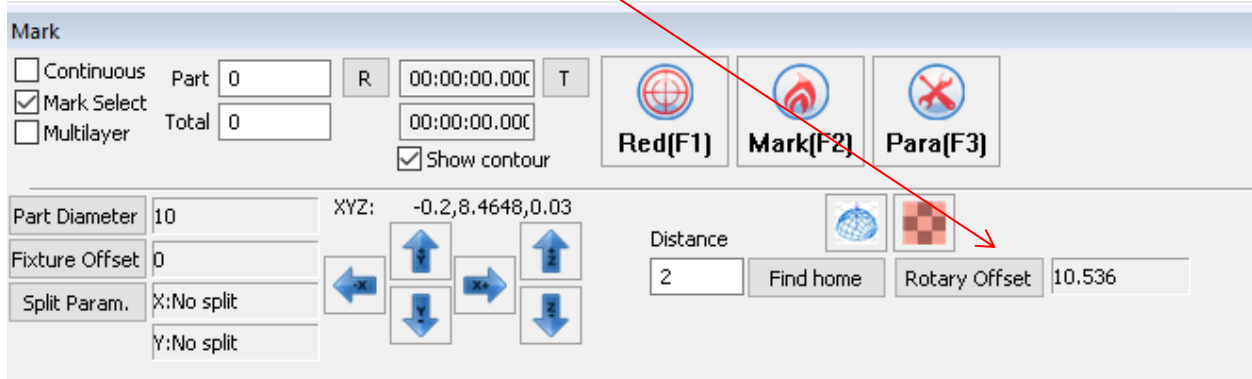 Mark
Continuous Part 0 R 00:00:00.000 T
Mark Select
Multilayer Total 0 00:00:00.000
Show contour
Red(F1) Mark(F2) Para(F3)
Part Diameter 10 XYZ: -0.2,8.4648,0.03
Fixture Offset 0 Distance
Split Param. X:No split 2 Find home Rotary Offset 10.536
Y:No split
-X Y X+ Z
Y- Z-